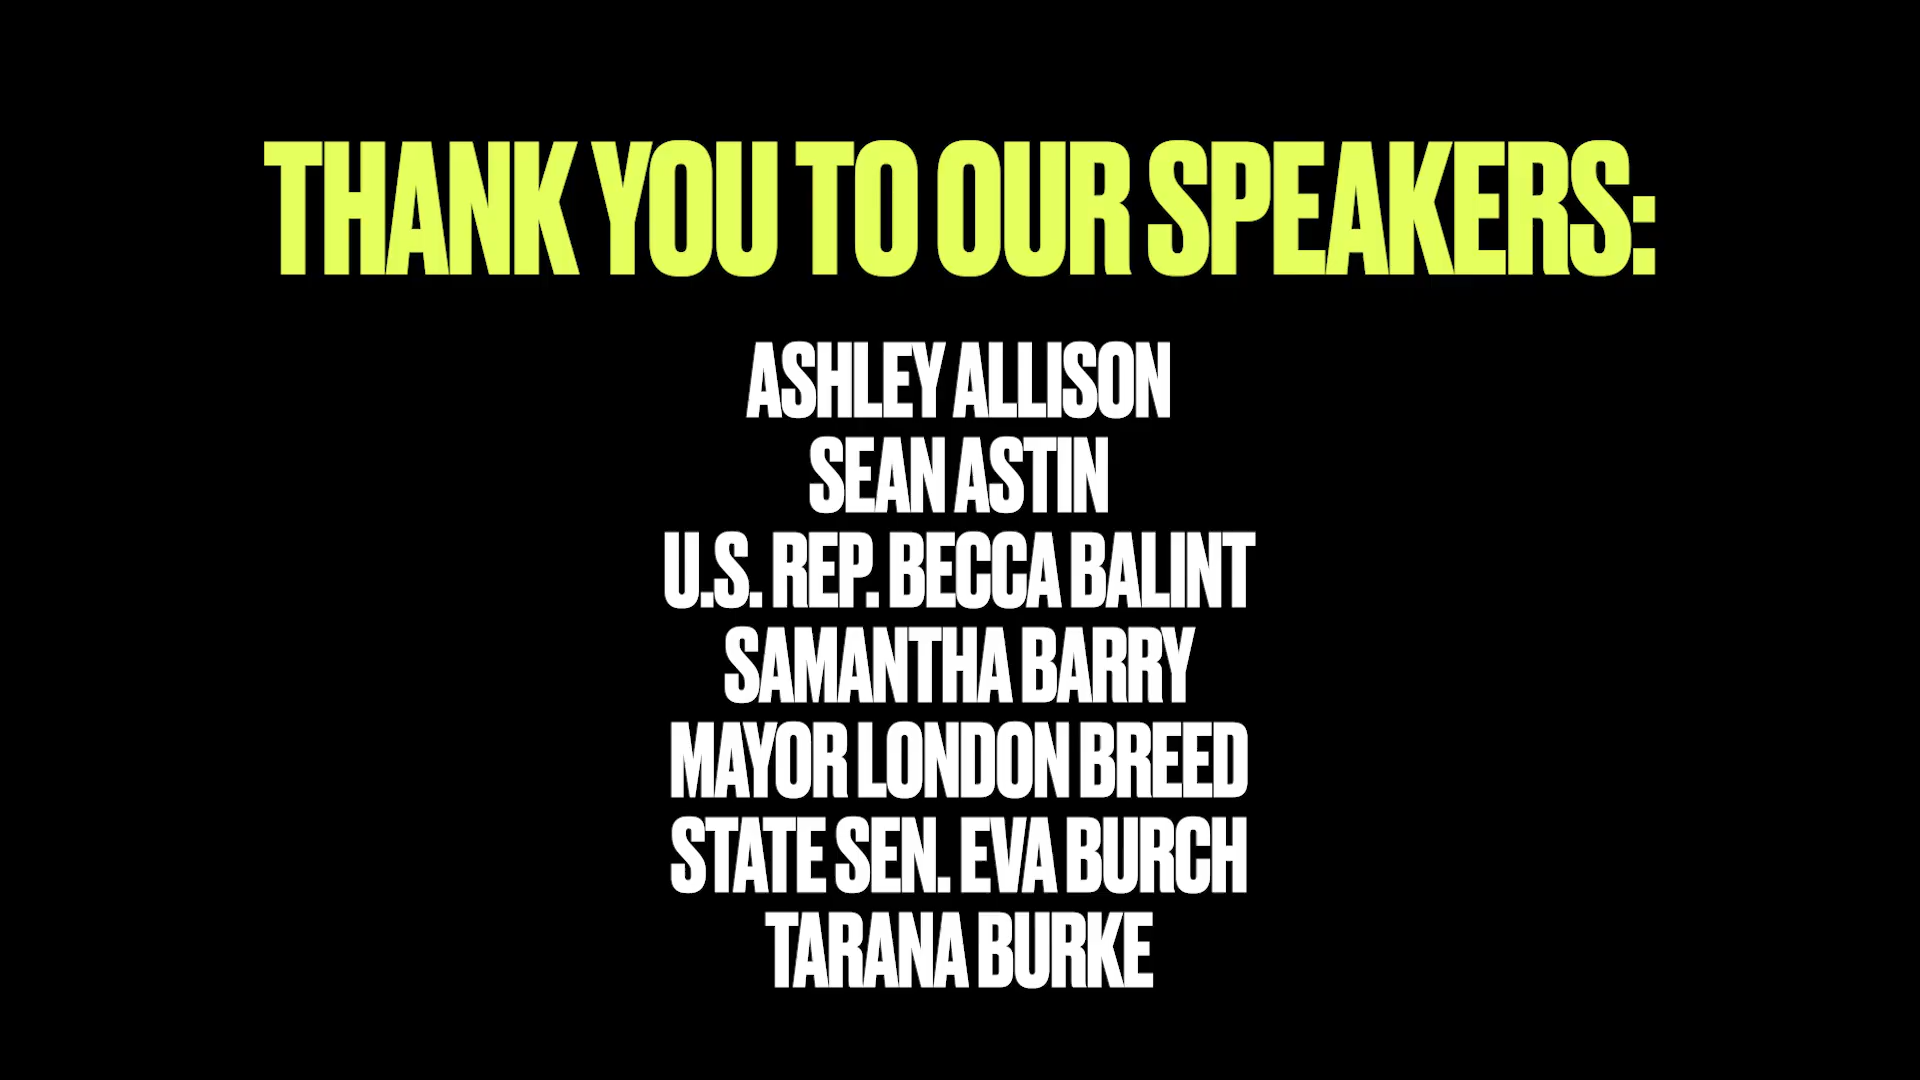 THANK YOU TO OUR SPEAKERS:
ASHLEY ALLISON
SEAN ASTIN
U.S. REP. BECCA BALINT
SAMANTHA BARRY
MAYOR LONDON BREED
STATE SEN. EVA BURCH
TARANA BURKE